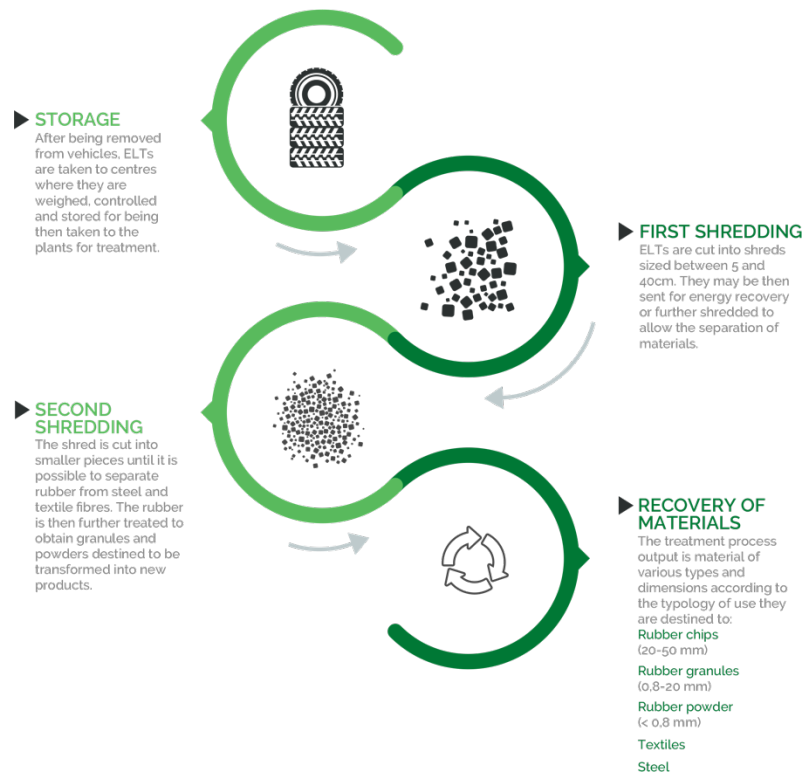 STORAGE
After being removed
from vehicles, ELTs
are taken to centres
where they are
weighed, controlled
and stored for being
then taken to the
plants for treatment.
FIRST SHREDDING
ELTs are cut into shreds
sized between 5 and
40cm. They may be then
sent for energy recovery
or further shredded to
allow the separation of
materials.
SECOND
SHREDDING
The shred is cut into
smaller pieces until it is
possible to separate
rubber from steel and
textile fibres. The rubber
is then further treated to
obtain granules and
powders destined to be
transformed into new
products.
RECOVERY OF
MATERIALS
The treatment process
output is material of
various types and
dimensions according to
the typology of use they
are destined to:
Rubber chips
(20-50 mm)
Rubber granules
(0,8-20 mm)
Rubber powder
(< 0,8 mm)
Textiles
Steel